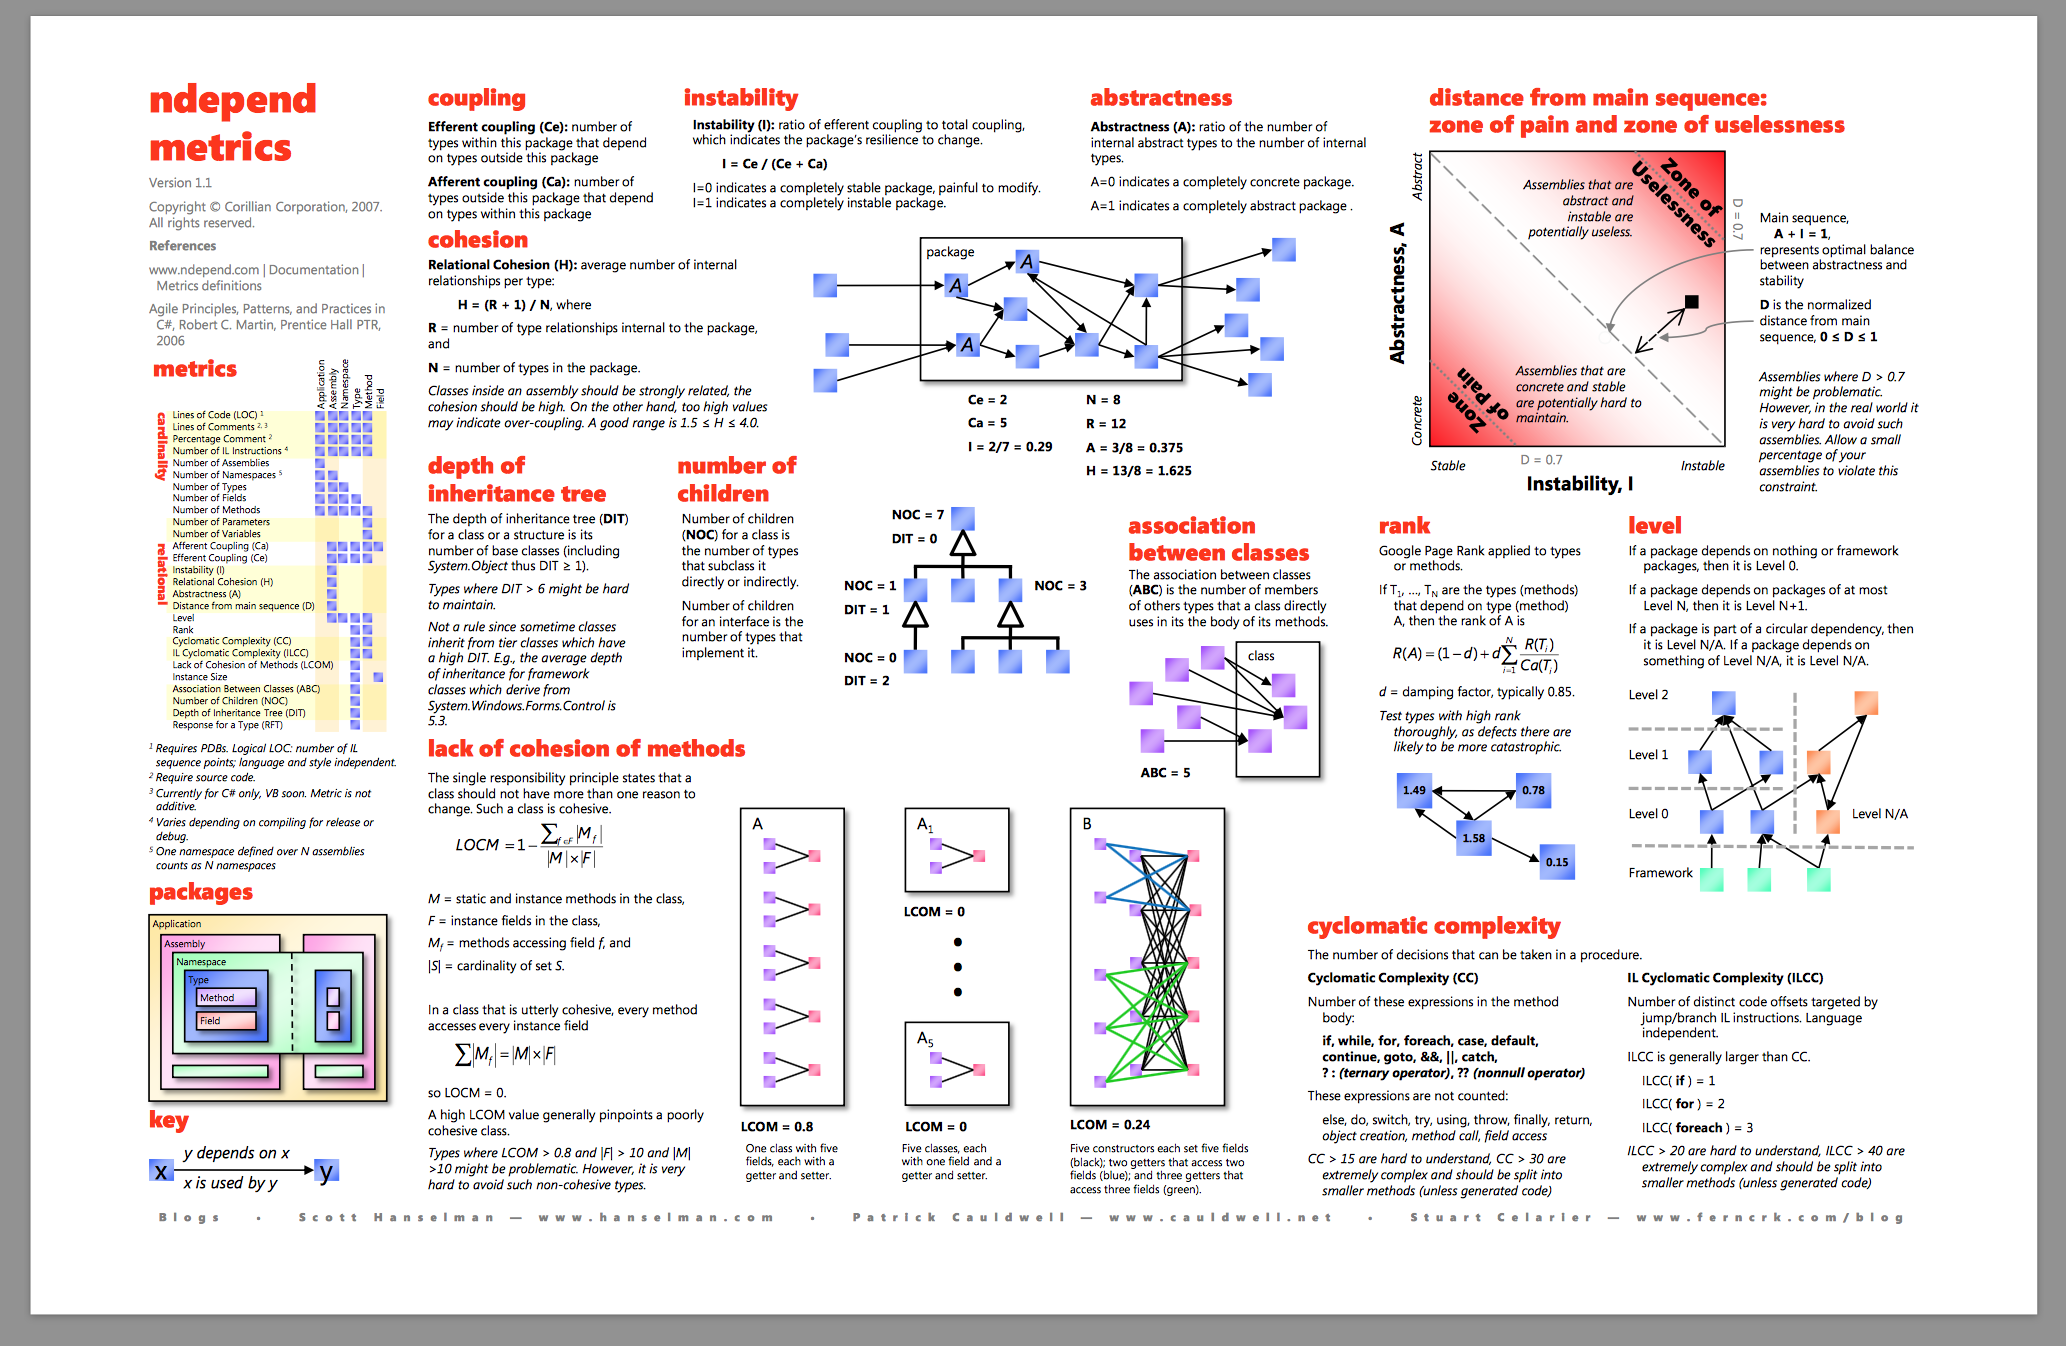 ndepend
metrics
Version 1.1
Copyright © Corillian Corporation, 2007.
All rights reserved.
References
www.ndepend.com | Documentation |
Metrics definitions
Agile Principles, Patterns, and Practices in
C#, Robert C. Martin, Prentice Hall PTR,
2006
metrics
Application
Assembly
Namespace
Type
Method
Field
cardinality
Lines of Code (LOC) 1
Lines of Comments 2, 3
Percentage Comment 2
Number of IL Instructions 4
Number of Assemblies
Number of Namespaces 5
Number of Types
Number of Fields
Number of Methods
Number of Parameters
Number of Variables
relational
Afferent Coupling (Ca)
Efferent Coupling (Ce)
Instability (I)
Relational Cohesion (H)
Abstractness (A)
Distance from main sequence (D)
Level
Rank
Cyclomatic Complexity (CC)
IL Cyclomatic Complexity (ILCC)
Lack of Cohesion of Methods (LCOM)
Instance Size
Association Between Classes (ABC)
Number of Children (NOC)
Depth of Inheritance Tree (DIT)
Response for a Type (RFT)
1 Requires PDBs. Logical LOC: number of IL
sequence points; language and style independent.
2 Require source code.
3 Currently for C# only, VB soon. Metric is not
additive.
4 Varies depending on compiling for release or
debug.
5 One namespace defined over N assemblies
counts as N namespaces
packages
Application
Assembly
Namespace
Type
Method
Field
key
y depends on x
x
y
x is used by y
coupling
Efferent coupling (Ce): number of
types within this package that depend
on types outside this package
Afferent coupling (Ca): number of
types outside this package that depend
on types within this package
cohesion
Relational Cohesion (H): average number of internal
relationships per type:
H = (R + 1) / N, where
R = number of type relationships internal to the package,
and
N = number of types in the package.
Classes inside an assembly should be strongly related, the
cohesion should be high. On the other hand, too high values
may indicate over-coupling. A good range is 1.5 ≤ H ≤ 4.0.
instability
Instability (I): ratio of efferent coupling to total coupling,
which indicates the package's resilience to change.
I = Ce / (Ce + Ca)
I=0 indicates a completely stable package, painful to modify.
I=1 indicates a completely instable package.
abstractness
Abstractness (A): ratio of the number of
internal abstract types to the number of internal
types.
A=0 indicates a completely concrete package.
A=1 indicates a completely abstract package .
package
A
A
A
Ce = 2
Ca = 5
I = 2/7 = 0.29
N = 8
R = 12
A = 3/8 = 0.375
H = 13/8 = 1.625
distance from main sequence:
zone of pain and zone of uselessness
Abstract
Abstractness, A
Concrete
Assemblies that are
abstract and
instable are
potentially useless.
Zone of
Uselessness
D = 0.7
Assemblies that are
concrete and stable
are potentially hard to
maintain.
Zone
of Pain
Stable
D = 0.7
Instable
Instability, I
Main sequence,
A + I = 1,
represents optimal balance
between abstractness and
stability
D is the normalized
distance from main
sequence, 0 ≤ D ≤ 1
Assemblies where D > 0.7
might be problematic.
However, in the real world it
is very hard to avoid such
assemblies. Allow a small
percentage of your
assemblies to violate this
constraint.
depth of
inheritance tree
The depth of inheritance tree (DIT)
for a class or a structure is its
number of base classes (including
System.Object thus DIT ≥ 1).
Types where DIT > 6 might be hard
to maintain.
Not a rule since sometime classes
inherit from tier classes which have
a high DIT. E.g., the average depth
of inheritance for framework
classes which derive from
System.Windows.Forms.Control is
5.3.
number of
children
Number of children
(NOC) for a class is
the number of types
that subclass it
directly or indirectly.
Number of children
for an interface is the
number of types that
implement it.
NOC = 7
DIT = 0
NOC = 1
NOC = 3
DIT = 1
NOC = 0
DIT = 2
association
between classes
The association between classes
(ABC) is the number of members
of others types that a class directly
uses in its the body of its methods.
class
ABC = 5
rank
Google Page Rank applied to types
or methods.
If T1, ..., TN are the types (methods)
that depend on type (method)
A, then the rank of A is
R(A) = (1−d) + d ∑ i=1 N R(Ti) / Ca(Ti)
d = damping factor, typically 0.85.
Test types with high rank
thoroughly, as defects there are
likely to be more catastrophic.
1.49
0.78
1.58
0.15
level
If a package depends on nothing or framework
packages, then it is Level 0.
If a package depends on packages of at most
Level N, then it is Level N+1.
If a package is part of a circular dependency, then
it is Level N/A. If a package depends on
something of Level N/A, it is Level N/A.
Level 2
Level 1
Level 0
Level N/A
Framework
lack of cohesion of methods
The single responsibility principle states that a
class should not have more than one reason to
change. Such a class is cohesive.
LOCM = 1 − ∑f∈F |Mf| / |M|×|F|
M = static and instance methods in the class,
F = instance fields in the class,
Mf = methods accessing field f, and
|S| = cardinality of set S.
In a class that is utterly cohesive, every method
accesses every instance field
∑|Mf| = |M|×|F|
so LOCM = 0.
A high LCOM value generally pinpoints a poorly
cohesive class.
Types where LCOM > 0.8 and |F| > 10 and |M|
>10 might be problematic. However, it is very
hard to avoid such non-cohesive types.
A
LCOM = 0.8
One class with five
fields, each with a
getter and setter.
A1
LCOM = 0
A5
LCOM = 0
Five classes, each
with one field and a
getter and setter.
B
LCOM = 0.24
Five constructors each set five fields
(black); two getters that access two
fields (blue); and three getters that
access three fields (green).
cyclomatic complexity
The number of decisions that can be taken in a procedure.
Cyclomatic Complexity (CC)
Number of these expressions in the method
body:
if, while, for, foreach, case, default,
continue, goto, &&, ||, catch,
? : (ternary operator), ?? (nonnull operator)
These expressions are not counted:
else, do, switch, try, using, throw, finally, return,
object creation, method call, field access
CC > 15 are hard to understand, CC > 30 are
extremely complex and should be split into
smaller methods (unless generated code)
IL Cyclomatic Complexity (ILCC)
Number of distinct code offsets targeted by
jump/branch IL instructions. Language
independent.
ILCC is generally larger than CC.
ILCC( if ) = 1
ILCC( for ) = 2
ILCC( foreach ) = 3
ILCC > 20 are hard to understand, ILCC > 40 are
extremely complex and should be split into
smaller methods (unless generated code)
Blogs • Scott Hanselman — www.hanselman.com • Patrick Cauldwell — www.cauldwell.net • Stuart Celarier — www.ferncrk.com/blog